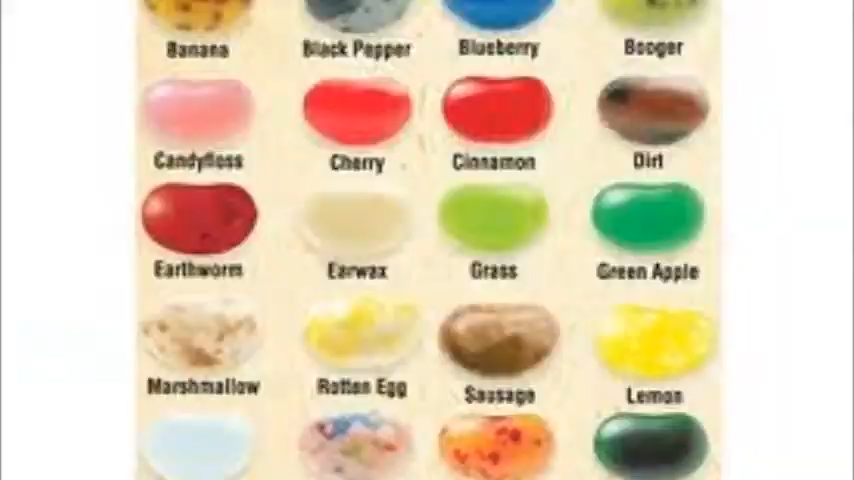 Banana Black Pepper Blueberry Booger
Candyfloss Cherry Cinnamon Dirt
Earthworm Earwax Grass Green Apple
Marshmallow Rotten Egg Sausage Lemon